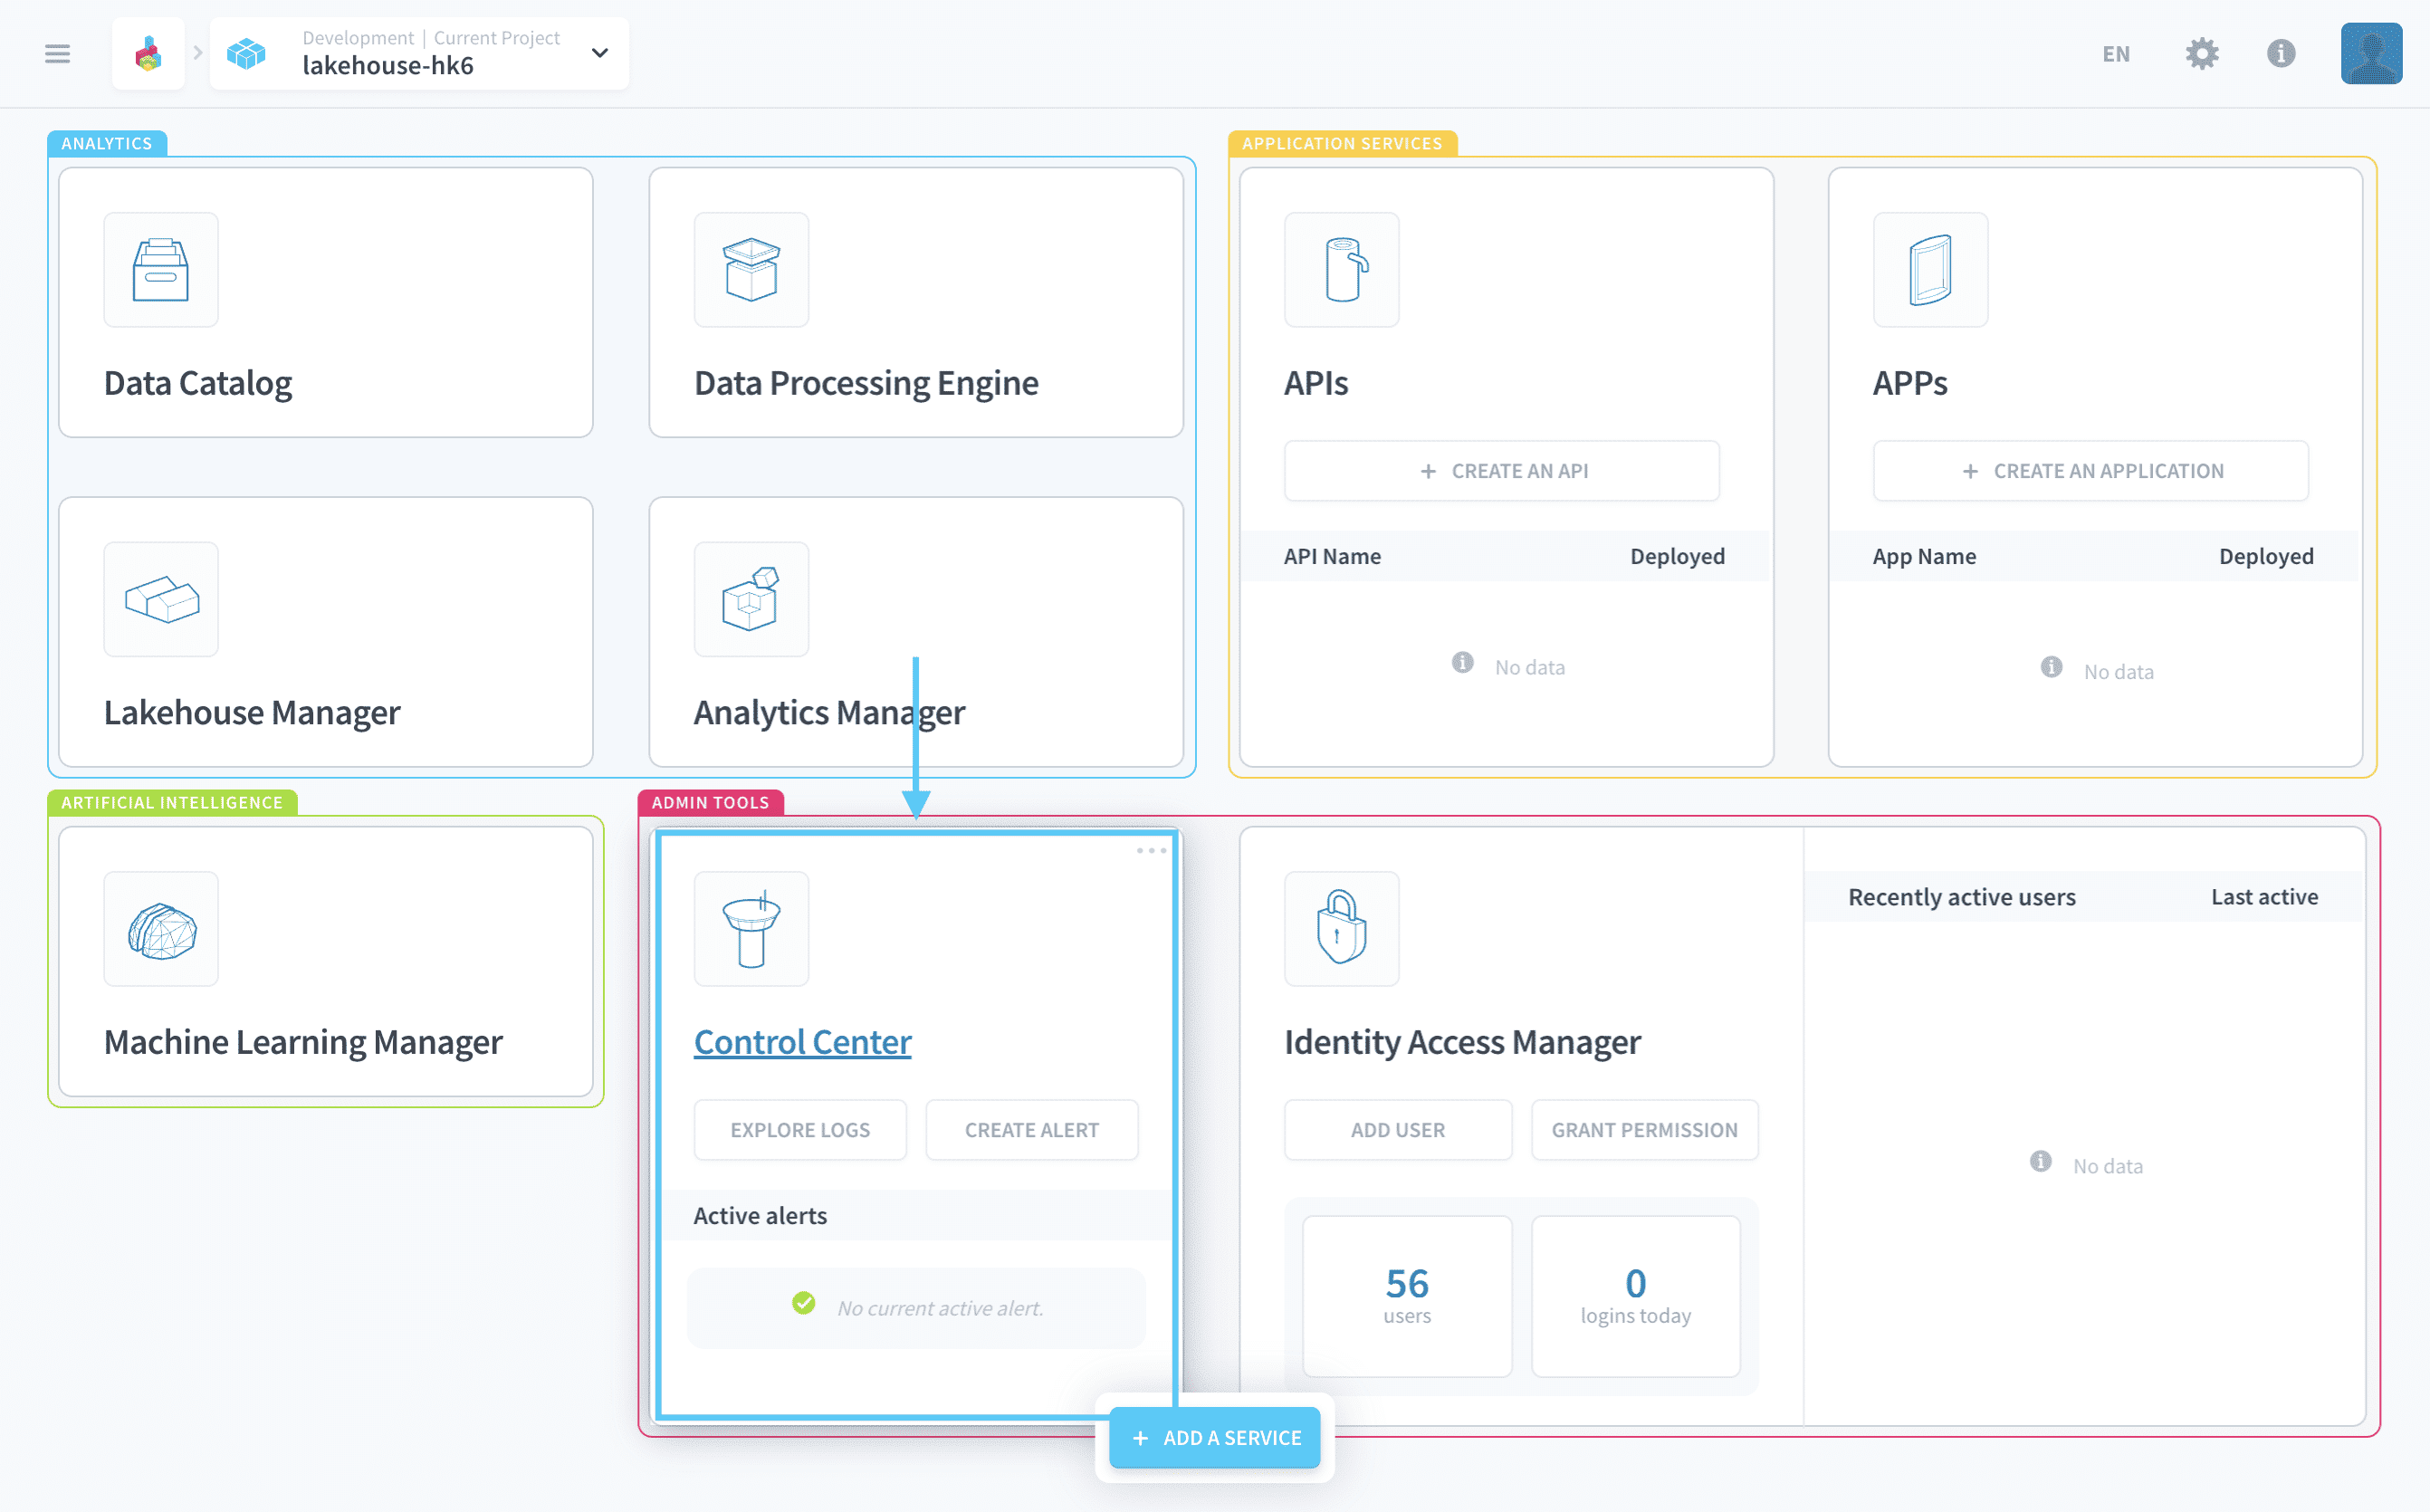 Development | Current Project
lakehouse-hk6
EN
ANALYTICS
Data Catalog
Data Processing Engine
Lakehouse Manager
Analytics Manager
APPLICATION SERVICES
APIs
+ CREATE AN API
API Name Deployed
No data
APPs
+ CREATE AN APPLICATION
App Name Deployed
No data
ARTIFICIAL INTELLIGENCE
Machine Learning Manager
ADMIN TOOLS
Control Center
EXPLORE LOGS CREATE ALERT
Active alerts
No current active alert.
Identity Access Manager
ADD USER GRANT PERMISSION
56
users
0
logins today
Recently active users Last active
No data
+ ADD A SERVICE